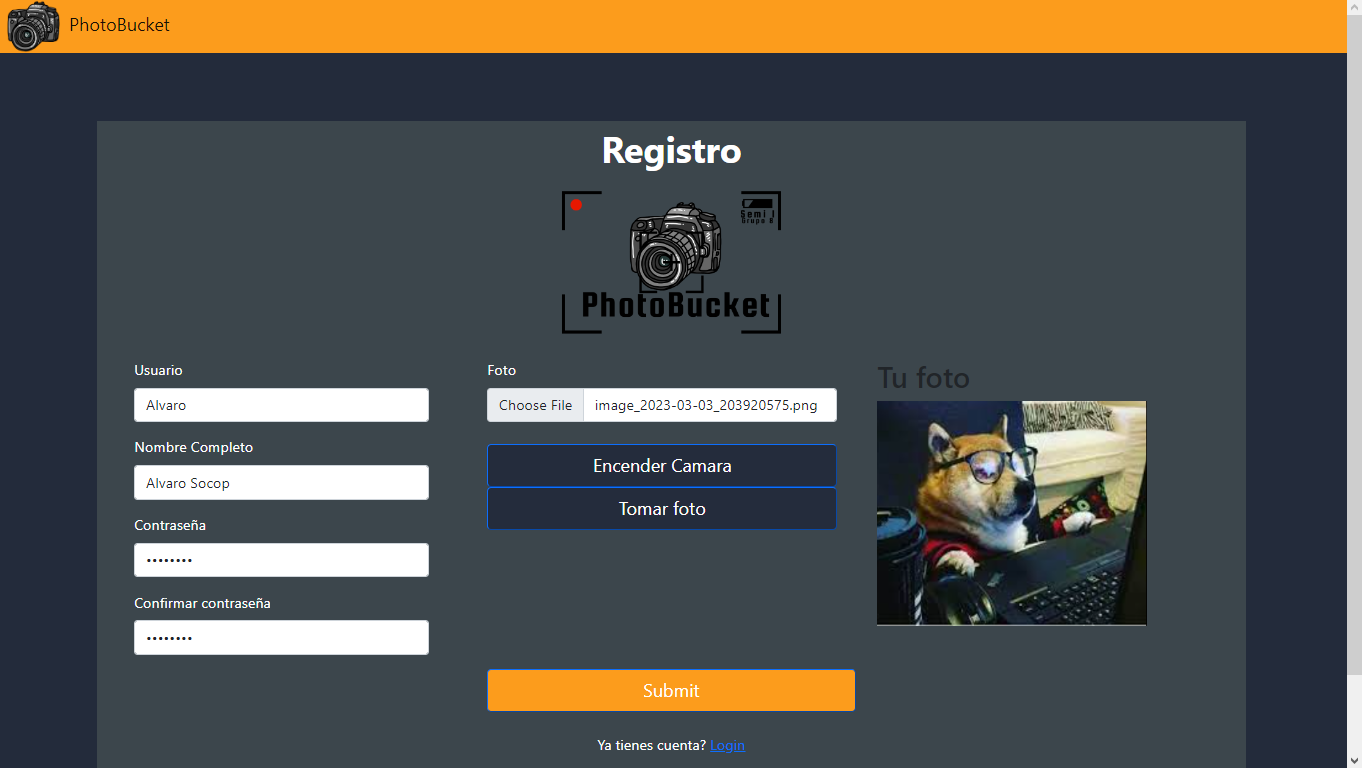 PhotoBucket
Registro
Semi 1
Grupo E
PhotoBucket
Usuario
Alvaro
Nombre Completo
Alvaro Socop
Contraseña
••••••••
Confirmar contraseña
••••••••
Foto
Choose File image_2023-03-03_203920575.png
Encender Camara
Tomar foto
Tu foto
Submit
Ya tienes cuenta? Login